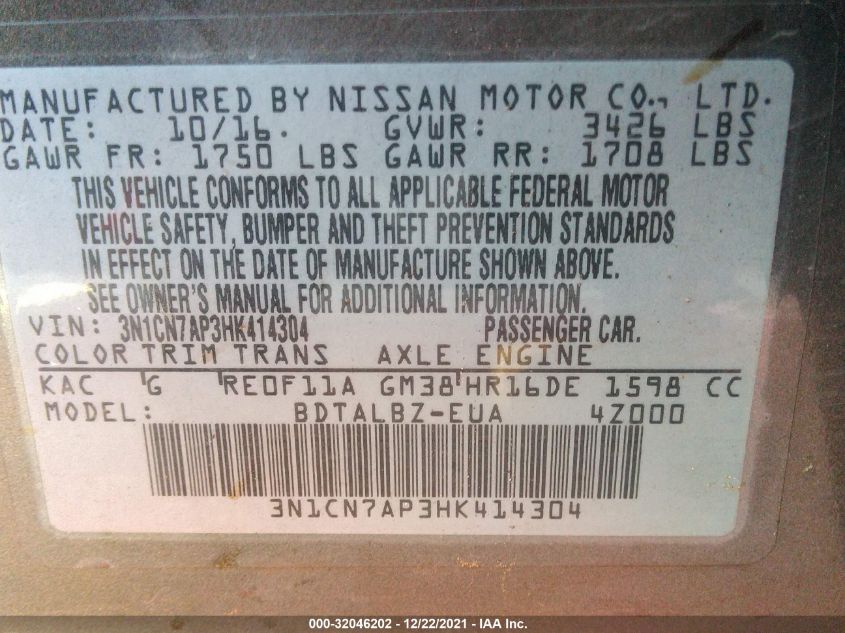 MANUFACTURED BY NISSAN MOTOR CO., LTD.
DATE: 10/16. GVWR: 3426 LBS
GAWR FR: 1750 LBS GAWR RR: 1708 LBS
THIS VEHICLE CONFORMS TO ALL APPLICABLE FEDERAL MOTOR
VEHICLE SAFETY, BUMPER AND THEFT PREVENTION STANDARDS
IN EFFECT ON THE DATE OF MANUFACTURE SHOWN ABOVE.
SEE OWNER'S MANUAL FOR ADDITIONAL INFORMATION.
VIN: 3N1CN7AP3HK414304 PASSENGER CAR.
COLOR TRIM TRANS AXLE ENGINE
KAC G RE0F11A GM38 HR16DE 1598 CC
MODEL: BDTALBZ-EUA 4Z000
3N1CN7AP3HK414304
000-32046202 - 12/22/2021 - IAA Inc.